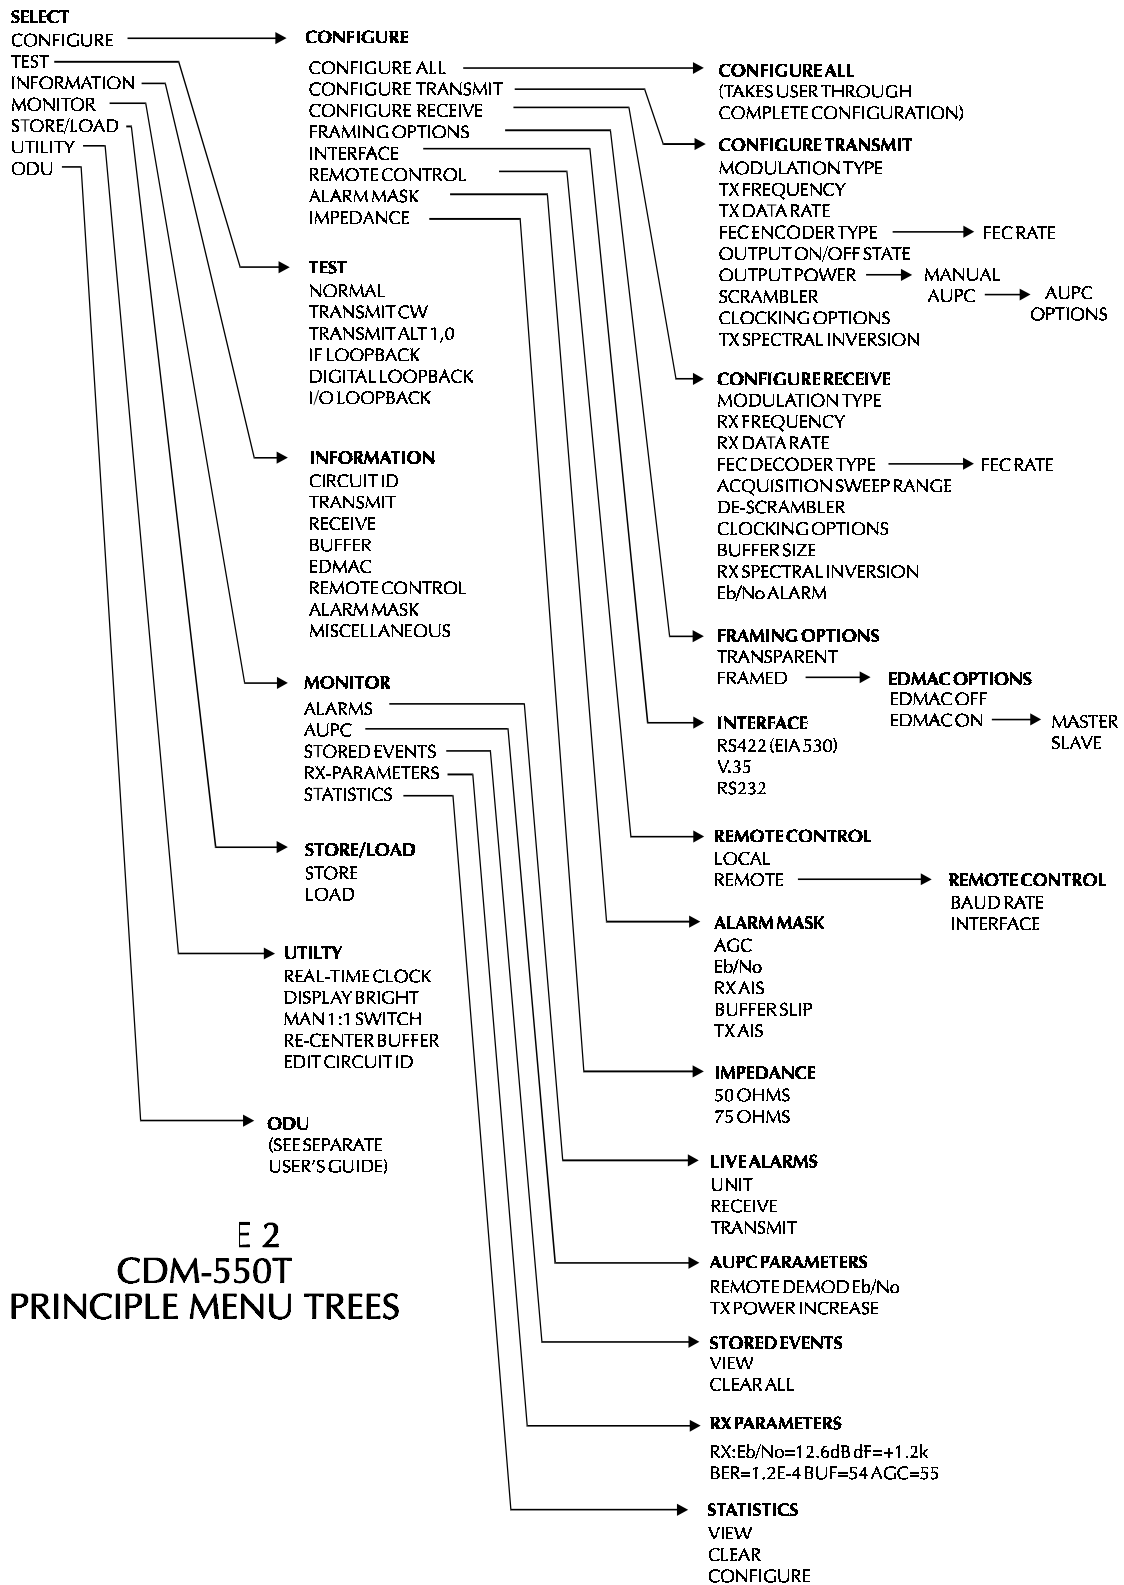 SELECT
CONFIGURE
TEST
INFORMATION
MONITOR
STORE/LOAD
UTILITY
ODU
CONFIGURE
CONFIGURE ALL
CONFIGURE TRANSMIT
CONFIGURE RECEIVE
FRAMING OPTIONS
INTERFACE
REMOTE CONTROL
ALARM MASK
IMPEDANCE
TEST
NORMAL
TRANSMIT CW
TRANSMIT ALT 1,0
IF LOOPBACK
DIGITAL LOOPBACK
I/O LOOPBACK
INFORMATION
CIRCUIT ID
TRANSMIT
RECEIVE
BUFFER
EDMAC
REMOTE CONTROL
ALARM MASK
MISCELLANEOUS
MONITOR
ALARMS
AUPC
STORED EVENTS
RX-PARAMETERS
STATISTICS
STORE/LOAD
STORE
LOAD
UTILTY
REAL-TIME CLOCK
DISPLAY BRIGHT
MAN 1:1 SWITCH
RE-CENTER BUFFER
EDIT CIRCUIT ID
ODU
(SEE SEPARATE
USER'S GUIDE)
CONFIGURE ALL
(TAKES USER THROUGH
COMPLETE CONFIGURATION)
CONFIGURE TRANSMIT
MODULATION TYPE
TX FREQUENCY
TX DATA RATE
FEC ENCODER TYPE FEC RATE
OUTPUT ON/OFF STATE
OUTPUT POWER MANUAL
SCRAMBLER AUPC AUPC
CLOCKING OPTIONS OPTIONS
TX SPECTRAL INVERSION
CONFIGURE RECEIVE
MODULATION TYPE
RX FREQUENCY
RX DATA RATE
FEC DECODER TYPE FEC RATE
ACQUISITION SWEEP RANGE
DE-SCRAMBLER
CLOCKING OPTIONS
BUFFER SIZE
RX SPECTRAL INVERSION
Eb/No ALARM
FRAMING OPTIONS
TRANSPARENT
FRAMED EDMAC OPTIONS
EDMAC OFF
EDMAC ON MASTER
SLAVE
INTERFACE
RS422 (EIA 530)
V.35
RS232
REMOTE CONTROL
LOCAL
REMOTE REMOTE CONTROL
BAUD RATE
INTERFACE
ALARM MASK
AGC
Eb/No
RX AIS
BUFFER SLIP
TX AIS
IMPEDANCE
50 OHMS
75 OHMS
LIVE ALARMS
UNIT
RECEIVE
TRANSMIT
AUPC PARAMETERS
REMOTE DEMOD Eb/No
TX POWER INCREASE
STORED EVENTS
VIEW
CLEAR ALL
RX PARAMETERS
RX:Eb/No=12.6dB dF=+1.2k
BER=1.2E-4 BUF=54 AGC=55
STATISTICS
VIEW
CLEAR
CONFIGURE
E 2
CDM-550T
PRINCIPLE MENU TREES